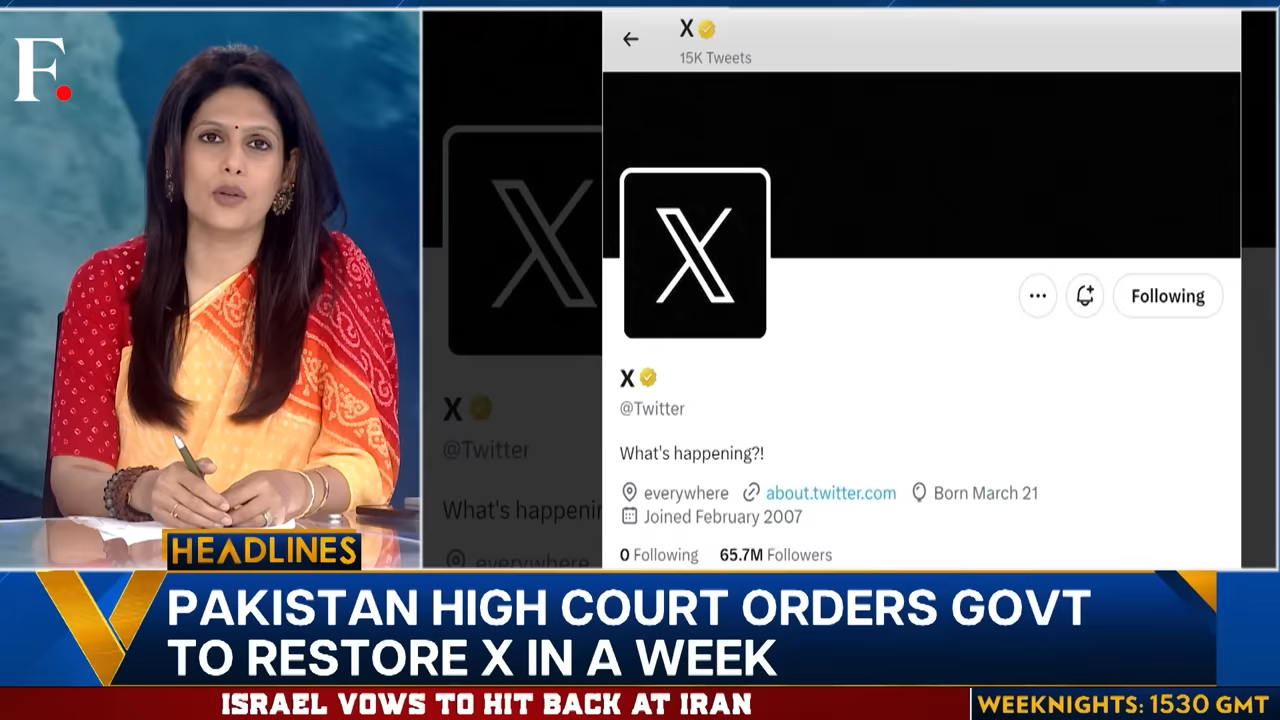 F.
X
15K Tweets
X
Following
X
@Twitter
What's happening?!
everywhere about.twitter.com Born March 21
Joined February 2007
0 Following 65.7M Followers
X
X
@Twitter
What's happenin
everywhere
HEADLINES
V
PAKISTAN HIGH COURT ORDERS GOVT
TO RESTORE X IN A WEEK
ISRAEL VOWS TO HIT BACK AT IRAN
WEEKNIGHTS: 1530 GMT